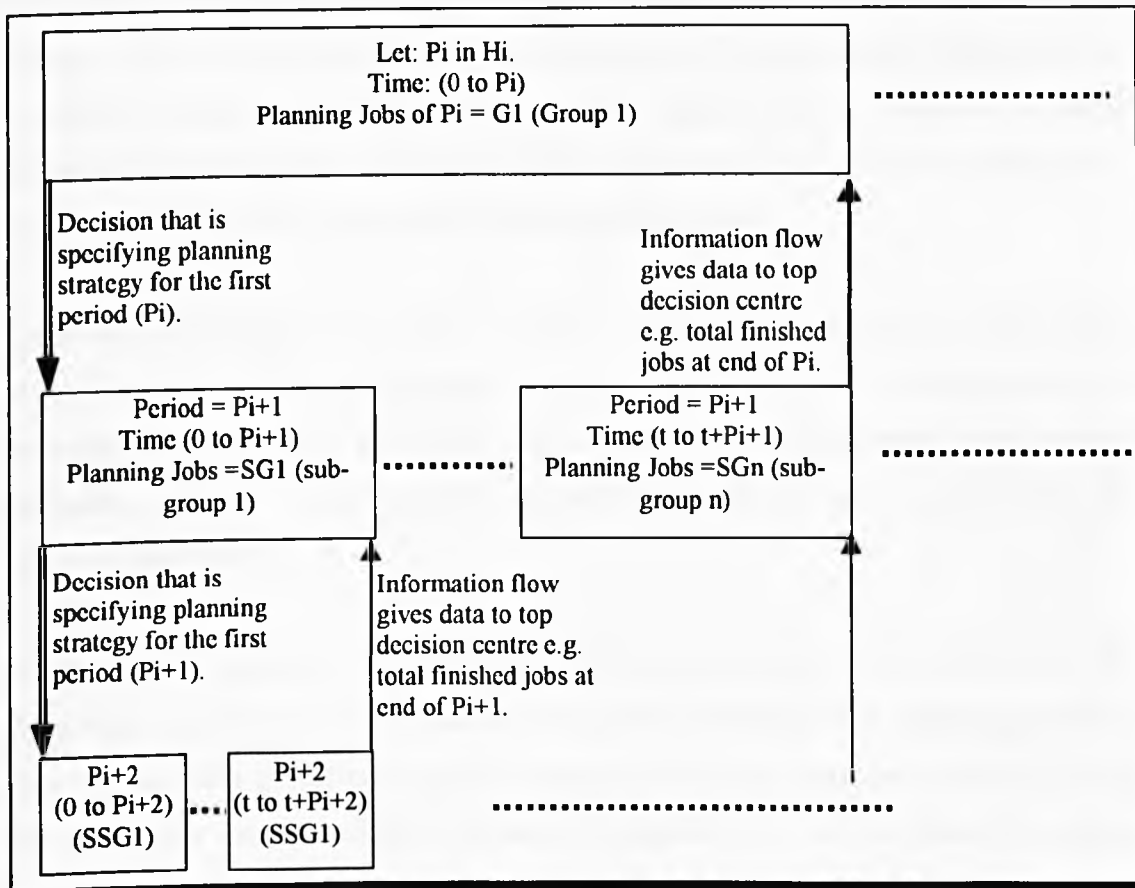 Let: Pi in Hi.
Time: (0 to Pi)
Planning Jobs of Pi = G1 (Group 1)
Decision that is
specifying planning
strategy for the first
period (Pi).
Information flow
gives data to top
decision centre
e.g. total finished
jobs at end of Pi.
Period = Pi+1
Time (0 to Pi+1)
Planning Jobs =SG1 (sub-
group 1)
Period = Pi+1
Time (t to t+Pi+1)
Planning Jobs =SGn (sub-
group n)
Decision that is
specifying planning
strategy for the first
period (Pi+1).
Information flow
gives data to top
decision centre e.g.
total finished jobs at
end of Pi+1.
Pi+2
(0 to Pi+2)
(SSG1)
Pi+2
(t to t+Pi+2)
(SSG1)